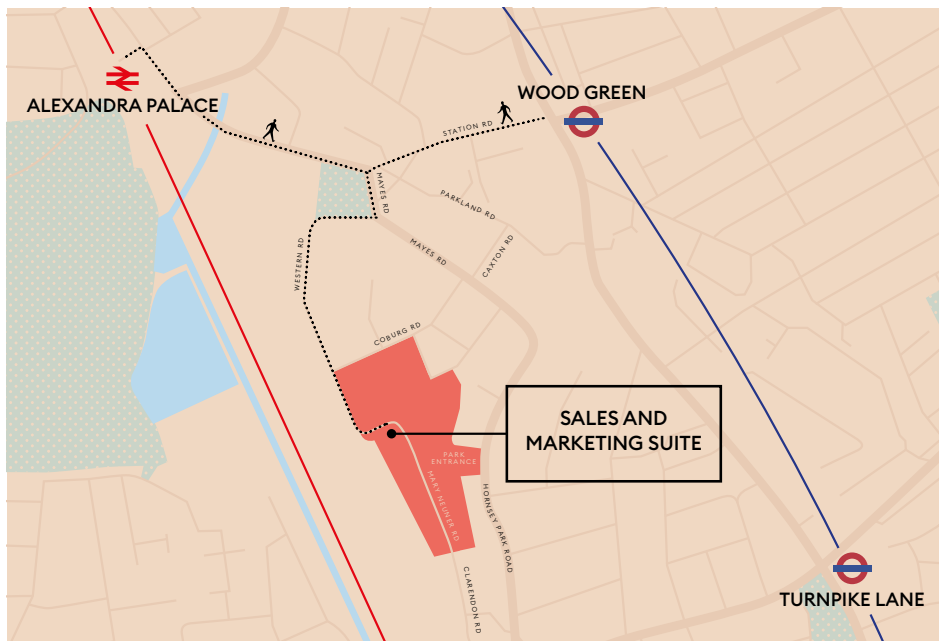 WOOD GREEN
ALEXANDRA PALACE
STATION RD
MAYES RD
PARKLAND RD
MAYES RD
CAXTON RD
WESTERN RD
COBURG RD
SALES AND
MARKETING SUITE
PARK
ENTRANCE
MARY NEUNER RD
HORNSEY PARK ROAD
CLARENDON RD
TURNPIKE LANE